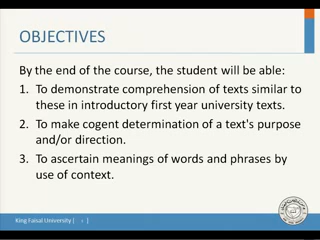 OBJECTIVES
By the end of the course, the student will be able:
1. To demonstrate comprehension of texts similar to
these in introductory first year university texts.
2. To make cogent determination of a text's purpose
and/or direction.
3. To ascertain meanings of words and phrases by
use of context.
King Faisal University |
|